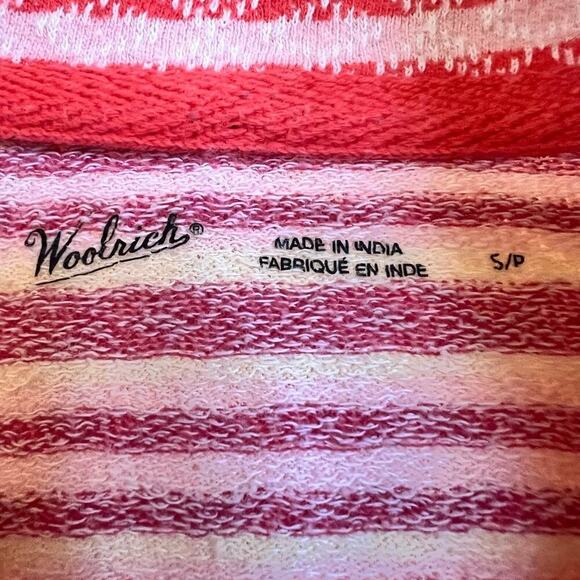 Woolrich®
MADE IN INDIA
FABRIQUÉ EN INDE
S/P